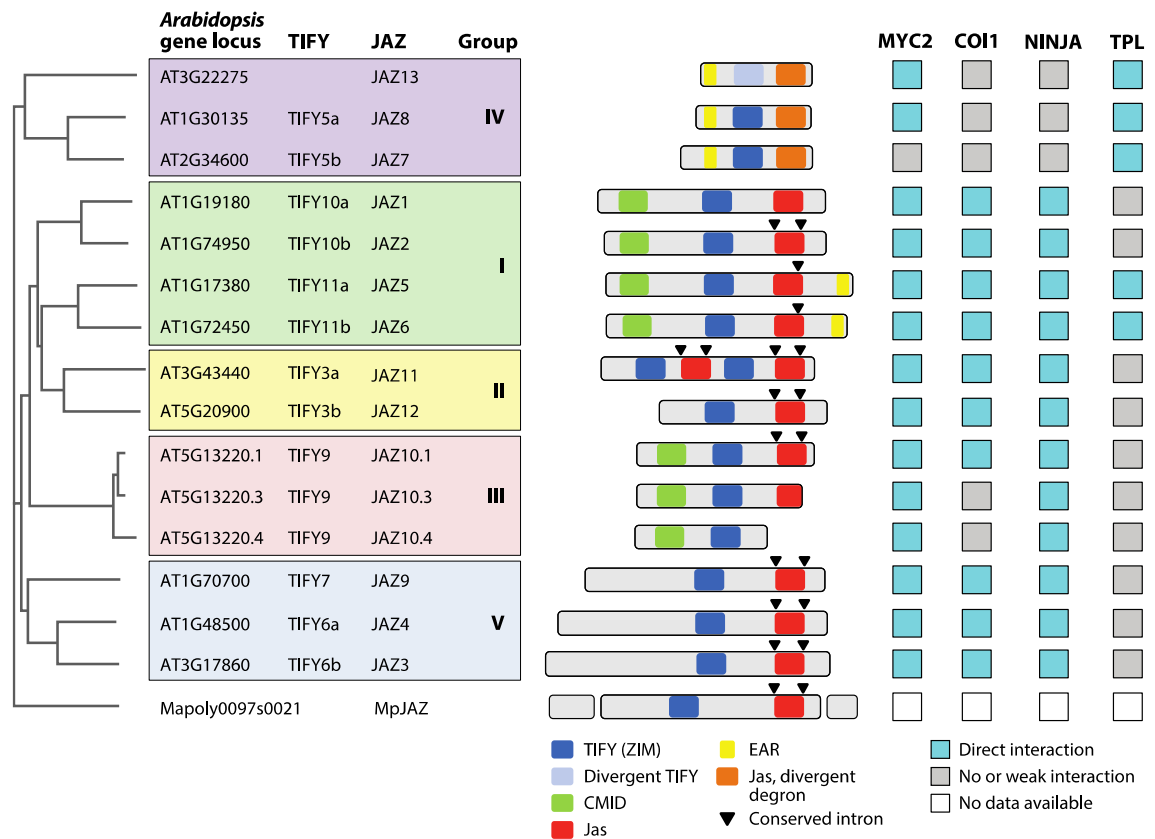 Arabidopsis gene locus TIFY JAZ Group MYC2 COI1 NINJA TPL
AT3G22275 JAZ13
AT1G30135 TIFY5a JAZ8 IV
AT2G34600 TIFY5b JAZ7
AT1G19180 TIFY10a JAZ1
AT1G74950 TIFY10b JAZ2
I
AT1G17380 TIFY11a JAZ5
AT1G72450 TIFY11b JAZ6
AT3G43440 TIFY3a JAZ11
II
AT5G20900 TIFY3b JAZ12
AT5G13220.1 TIFY9 JAZ10.1
AT5G13220.3 TIFY9 JAZ10.3 III
AT5G13220.4 TIFY9 JAZ10.4
AT1G70700 TIFY7 JAZ9
AT1G48500 TIFY6a JAZ4 V
AT3G17860 TIFY6b JAZ3
Mapoly0097s0021 MpJAZ
TIFY (ZIM)
Divergent TIFY
CMID
Jas
EAR
Jas, divergent
degron
Conserved intron
Direct interaction
No or weak interaction
No data available